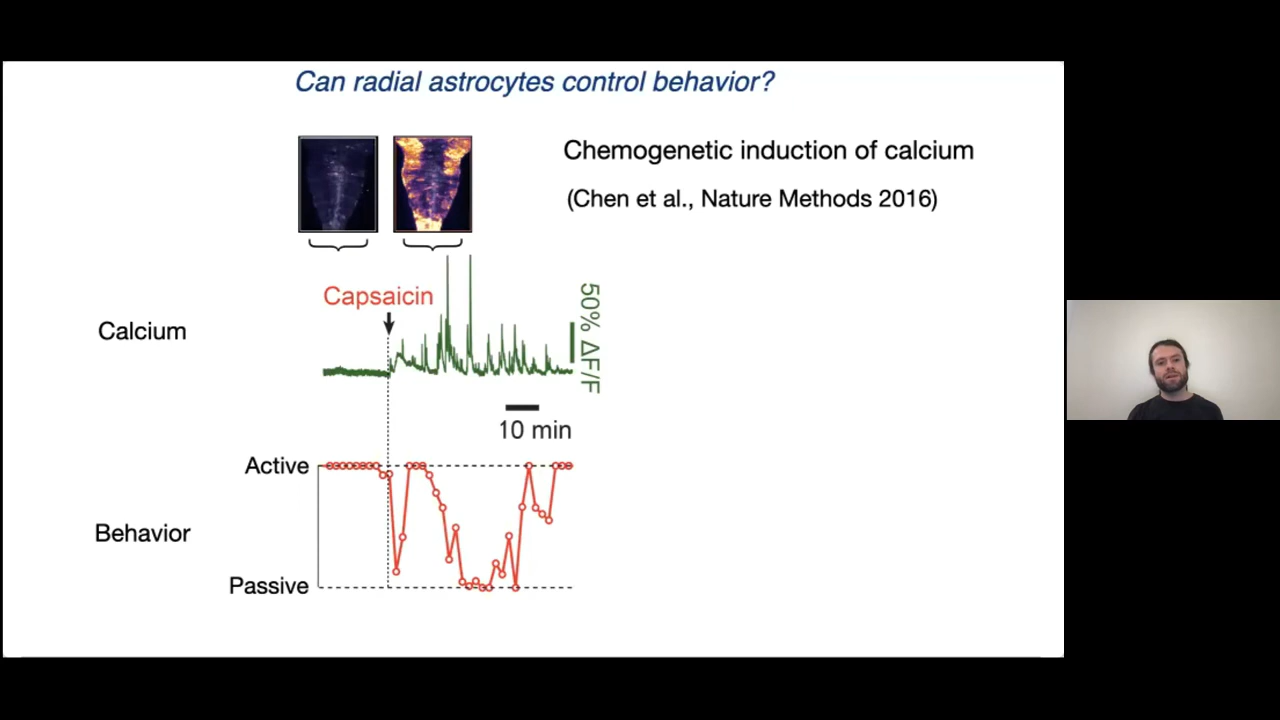 Can radial astrocytes control behavior?
Chemogenetic induction of calcium
(Chen et al., Nature Methods 2016)
Capsaicin
Calcium
50% ΔF/F
10 min
Active
Behavior
Passive